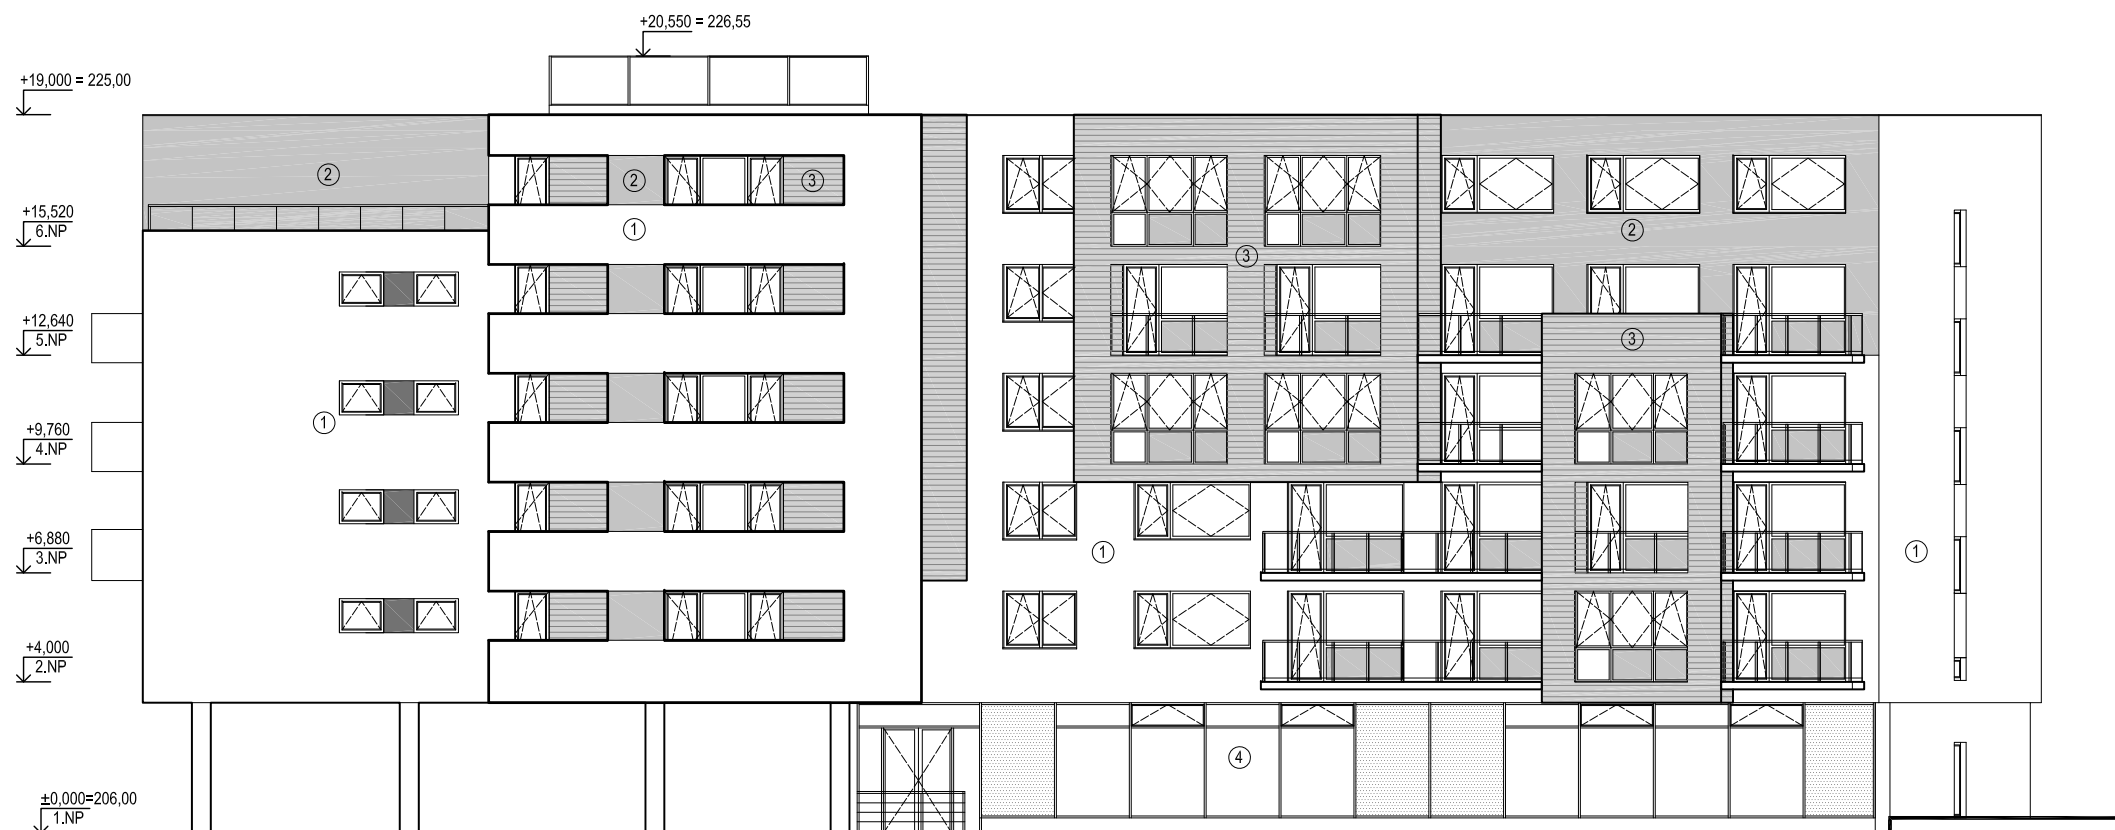 +20,550 = 226,55
+19,000 = 225,00
2
2
3
+15,520
6.NP
1
2
3
+12,640
5.NP
3
1
+9,760
4.NP
+6,880
3.NP
1
1
+4,000
2.NP
4
±0,000=206,00
1.NP